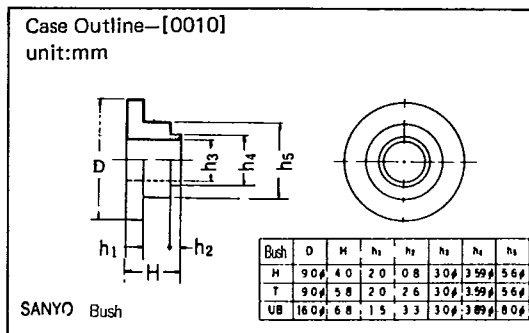 Case Outline–[0010]
unit:mm
D
h₃
h₄
h₅
h₁
H
h₂
Bush D H h₁ h₂ h₃ h₄ h₅
H 9.0φ 4.0 2.0 0.8 3.0φ 3.59φ 5.6φ
T 9.0φ 5.8 2.0 2.6 3.0φ 3.59φ 5.6φ
UB 16.0φ 6.8 1.5 3.3 3.0φ 3.89φ 8.0φ
SANYO Bush